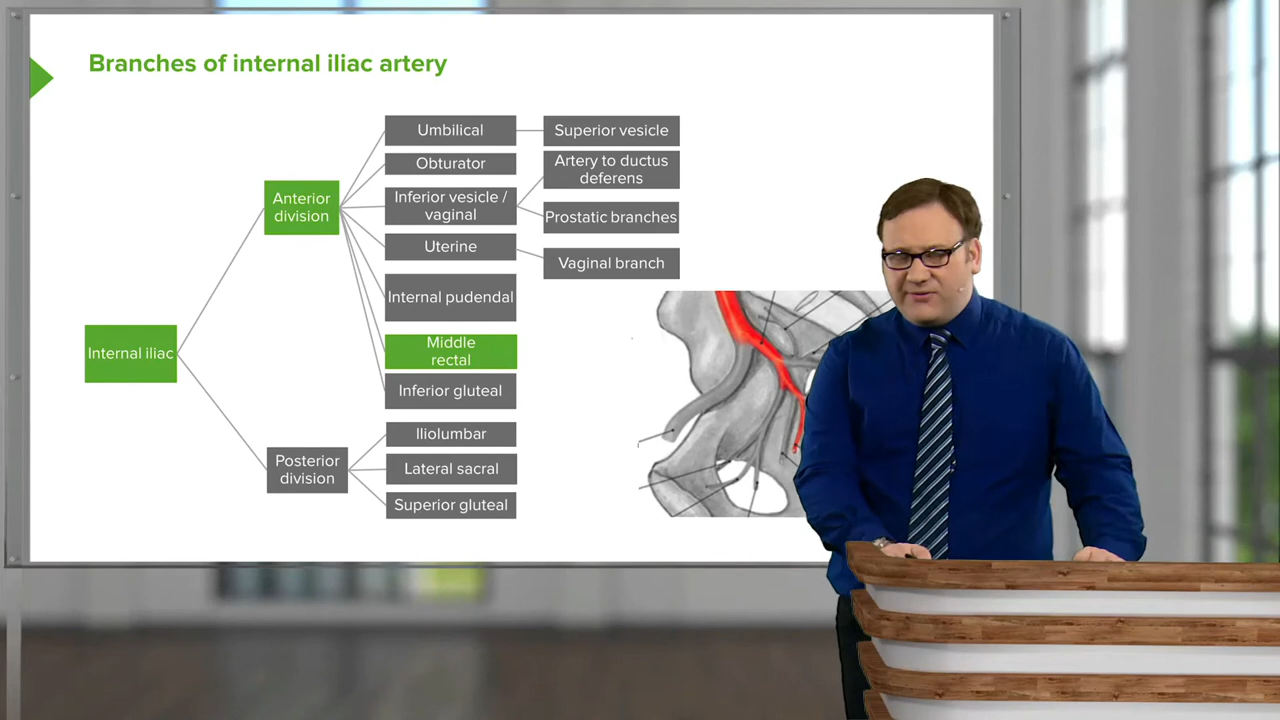 Branches of internal iliac artery
Umbilical
Superior vesicle
Obturator
Artery to ductus
deferens
Anterior
division
Inferior vesicle /
vaginal
Prostatic branches
Uterine
Vaginal branch
Internal pudendal
Internal iliac
Middle
rectal
Inferior gluteal
Iliolumbar
Posterior
division
Lateral sacral
Superior gluteal